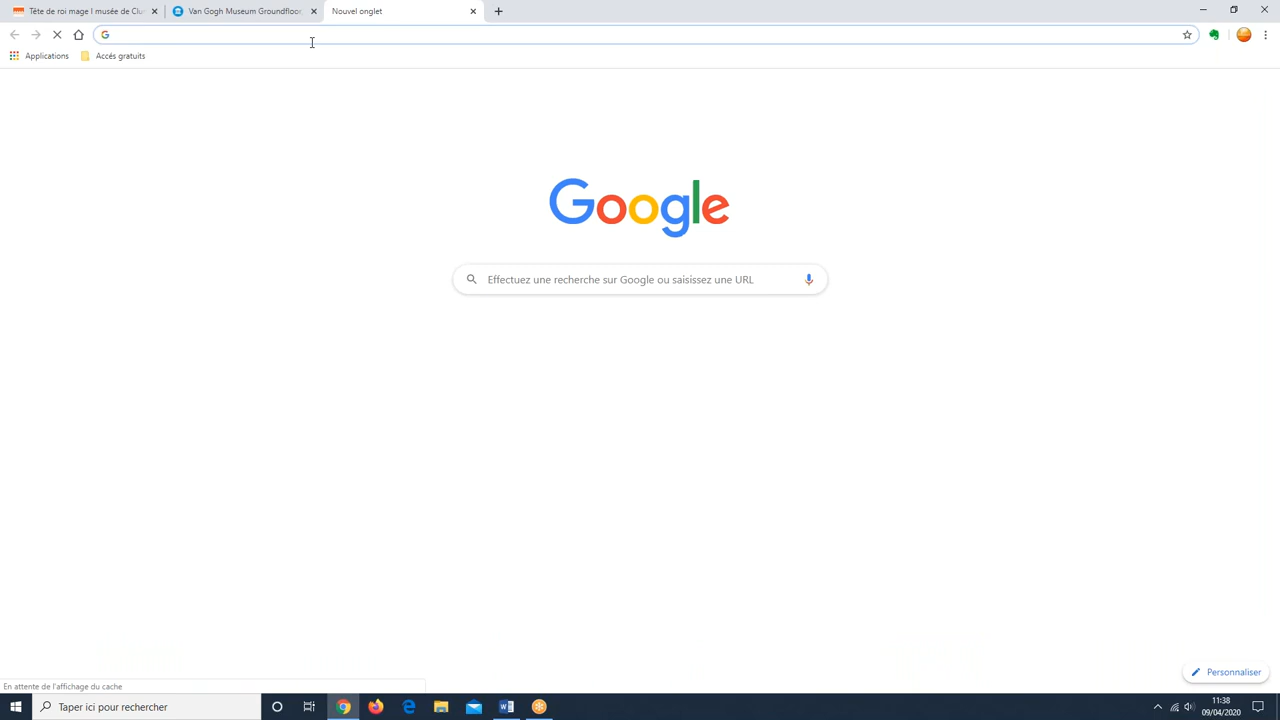 Tête de roi mage I musée de Clu
Van Gogh Museum Groundfloor,
Nouvel onglet
Applications
Accés gratuits
Google
Effectuez une recherche sur Google ou saisissez une URL
Personnaliser
En attente de l'affichage du cache
Taper ici pour rechercher
11:38
09/04/2020